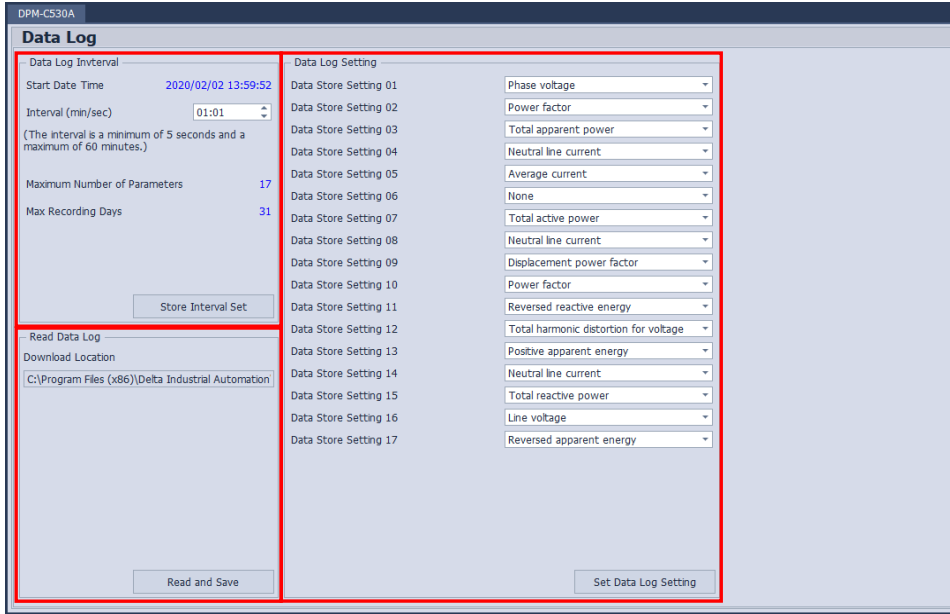 DPM-C530A
Data Log
Data Log Invterval
Start Date Time 2020/02/02 13:59:52
Interval (min/sec) 01:01
(The interval is a minimum of 5 seconds and a
maximum of 60 minutes.)
Maximum Number of Parameters 17
Max Recording Days 31
Store Interval Set
Read Data Log
Download Location
C:\Program Files (x86)\Delta Industrial Automation
Read and Save
Data Log Setting
Data Store Setting 01 Phase voltage
Data Store Setting 02 Power factor
Data Store Setting 03 Total apparent power
Data Store Setting 04 Neutral line current
Data Store Setting 05 Average current
Data Store Setting 06 None
Data Store Setting 07 Total active power
Data Store Setting 08 Neutral line current
Data Store Setting 09 Displacement power factor
Data Store Setting 10 Power factor
Data Store Setting 11 Reversed reactive energy
Data Store Setting 12 Total harmonic distortion for voltage
Data Store Setting 13 Positive apparent energy
Data Store Setting 14 Neutral line current
Data Store Setting 15 Total reactive power
Data Store Setting 16 Line voltage
Data Store Setting 17 Reversed apparent energy
Set Data Log Setting